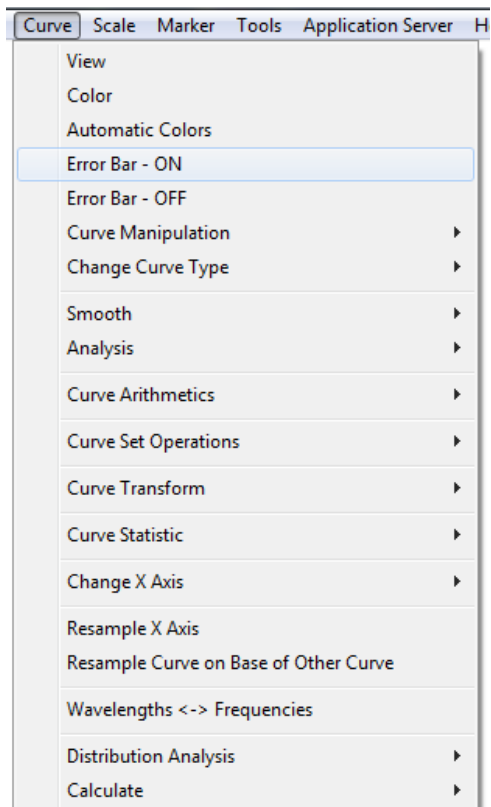 Curve Scale Marker Tools Application Server H
View
Color
Automatic Colors
Error Bar - ON
Error Bar - OFF
Curve Manipulation
Change Curve Type
Smooth
Analysis
Curve Arithmetics
Curve Set Operations
Curve Transform
Curve Statistic
Change X Axis
Resample X Axis
Resample Curve on Base of Other Curve
Wavelengths <-> Frequencies
Distribution Analysis
Calculate